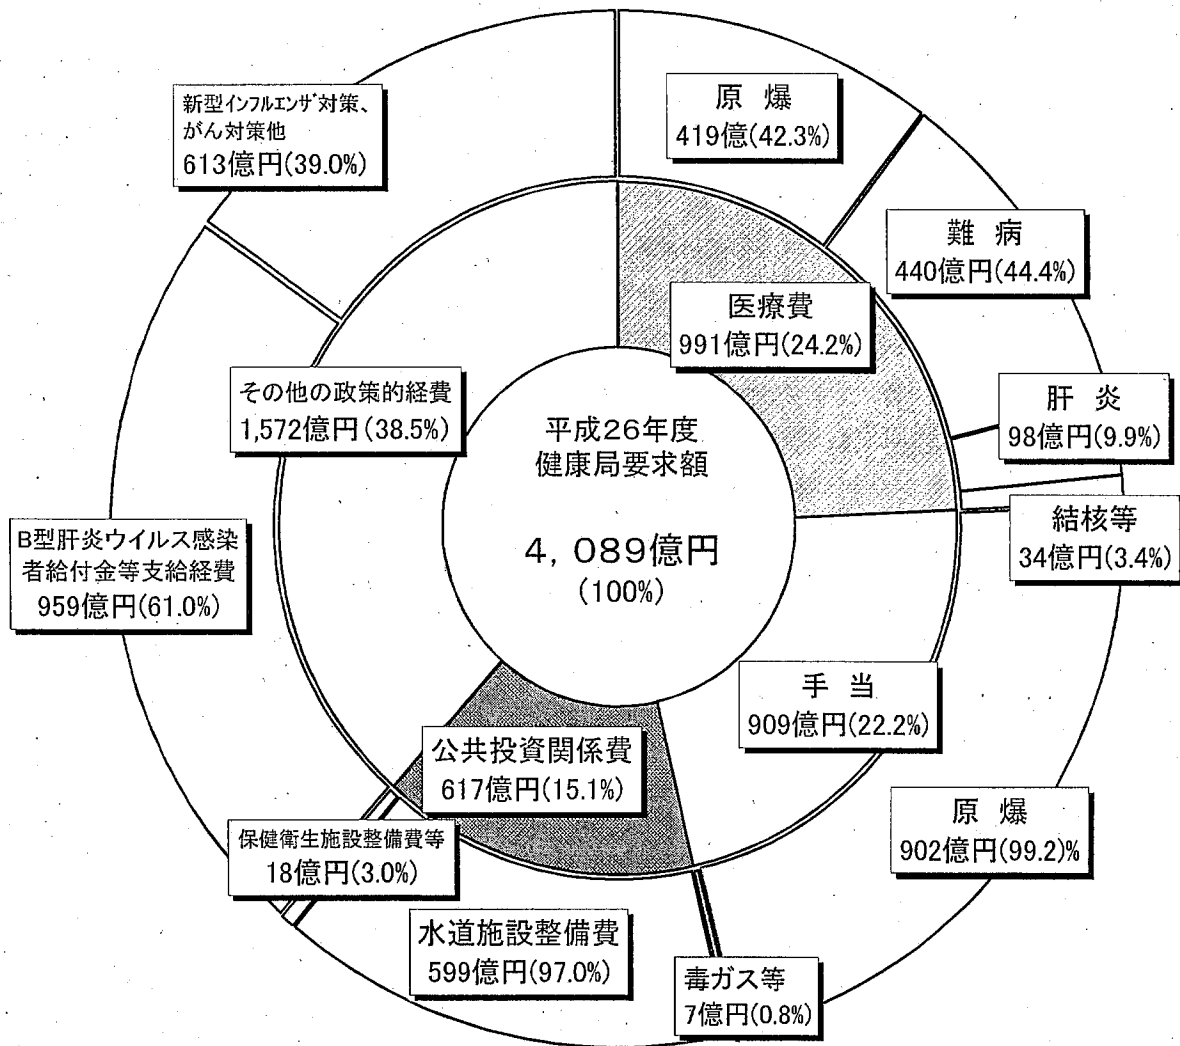 新型インフルエンザ対策、
がん対策他
613億円(39.0%)
原 爆
419億(42.3%)
難 病
440億円(44.4%)
医療費
991億円(24.2%)
その他の政策的経費
1,572億円(38.5%)
平成26年度
健康局要求額
4，089億円
(100%)
肝 炎
98億円(9.9%)
結核等
34億円(3.4%)
B型肝炎ウイルス感染
者給付金等支給経費
959億円(61.0%)
手 当
909億円(22.2%)
公共投資関係費
617億円(15.1%)
原 爆
902億円(99.2)%
保健衛生施設整備費等
18億円(3.0%)
水道施設整備費
599億円(97.0%)
毒ガス等
7億円(0.8%)